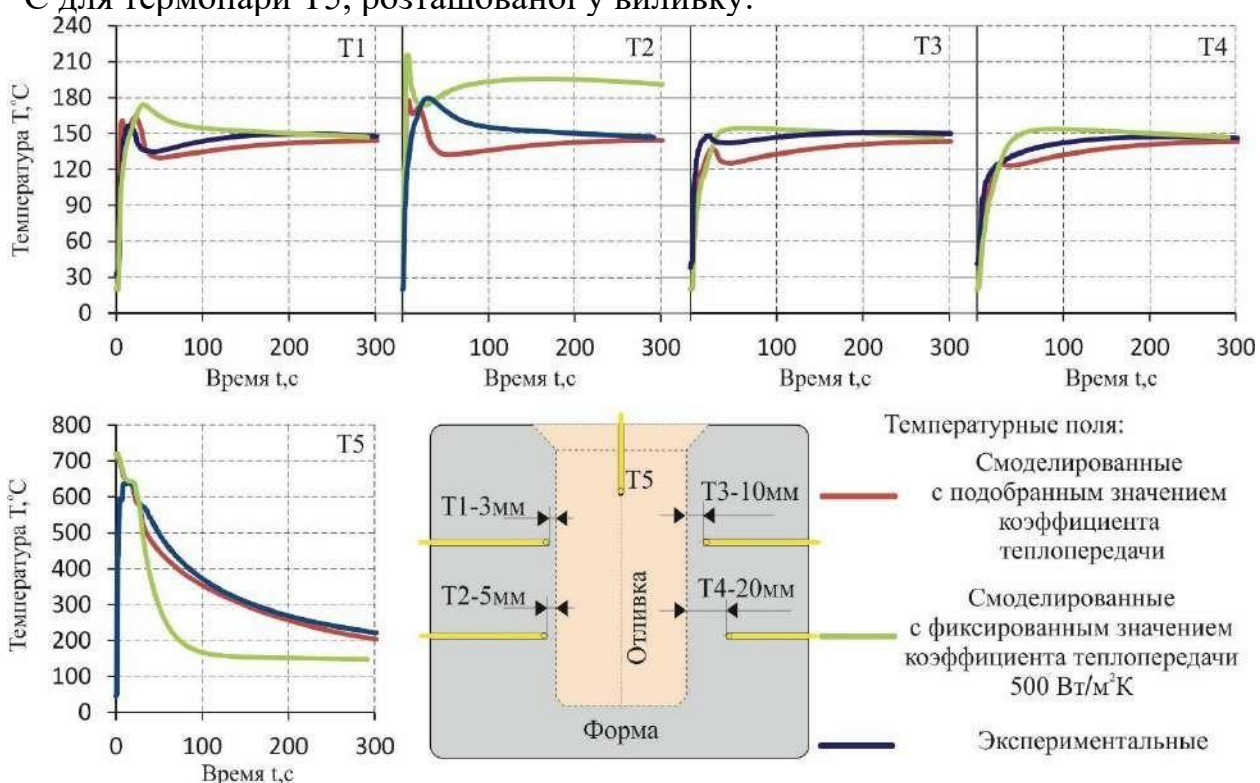 С для термопари Т5, розташованої у виливку.
Температура T,°C
240
210
180
150
120
90
60
30
0
T1
T2
T3
T4
0 100 200 300
100 200 300
100 200 300
100 200 300
Время t,с
Время t,с
Время t,с
Время t,с
Температура T,°C
800
700
600
500
400
300
200
100
0
T5
0 100 200 300
Время t,с
T5
T1-3мм
T3-10мм
T2-5мм
T4-20мм
Отливка
Форма
Температурные поля:
Смоделированные
с подобранным значением
коэффициента
теплопередачи
Смоделированные
с фиксированным значением
коэффициента теплопередачи
500 Вт/м²К
Экспериментальные